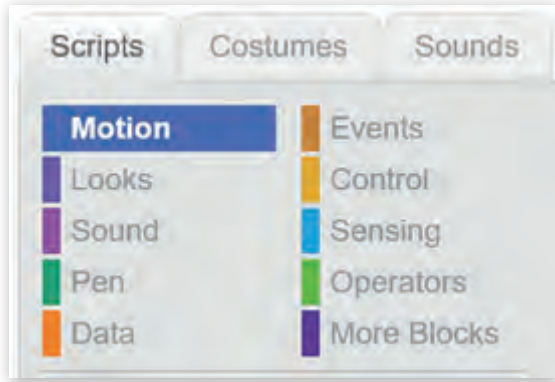 Scripts Costumes Sounds
Motion Events
Looks Control
Sound Sensing
Pen Operators
Data More Blocks